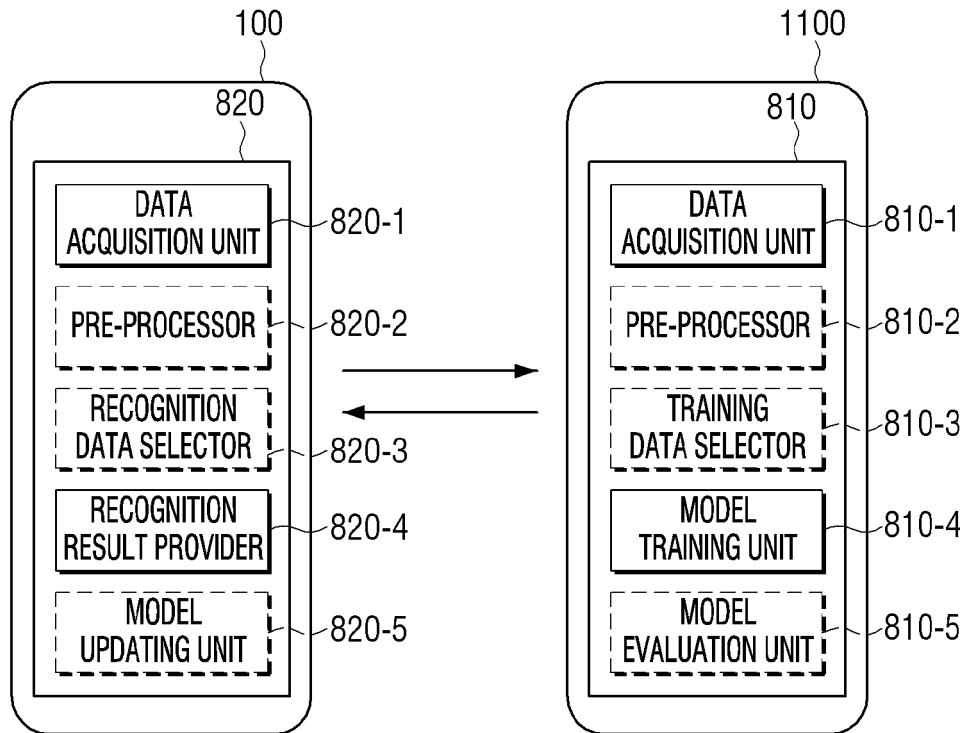 100
820
DATA
ACQUISITION UNIT
820-1
PRE-PROCESSOR
820-2
RECOGNITION
DATA SELECTOR
820-3
RECOGNITION
RESULT PROVIDER
820-4
MODEL
UPDATING UNIT
820-5
1100
810
DATA
ACQUISITION UNIT
810-1
PRE-PROCESSOR
810-2
TRAINING
DATA SELECTOR
810-3
MODEL
TRAINING UNIT
810-4
MODEL
EVALUATION UNIT
810-5